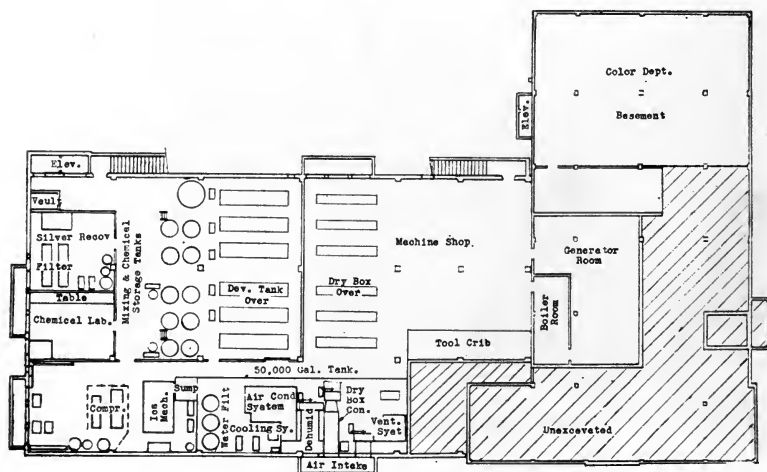 Color Dept.
Basement
Elev.
Elev.
Vault
Silver Recov
Filter
Table
Chemical Lab.
Mixing & Chemical
Storage Tanks
Dev. Tank
Over
Dry Box
Over
Machine Shop.
Generator
Room
Boiler
Room
Tool Crib
50,000 Gal. Tank.
Compr.
Ice
Mech.
Sump
Water Filt
Air Cond
System
Cooling Sy.
Dehumid
Dry
Box
Con.
Vent.
Syst
Air Intake
Unexcevated